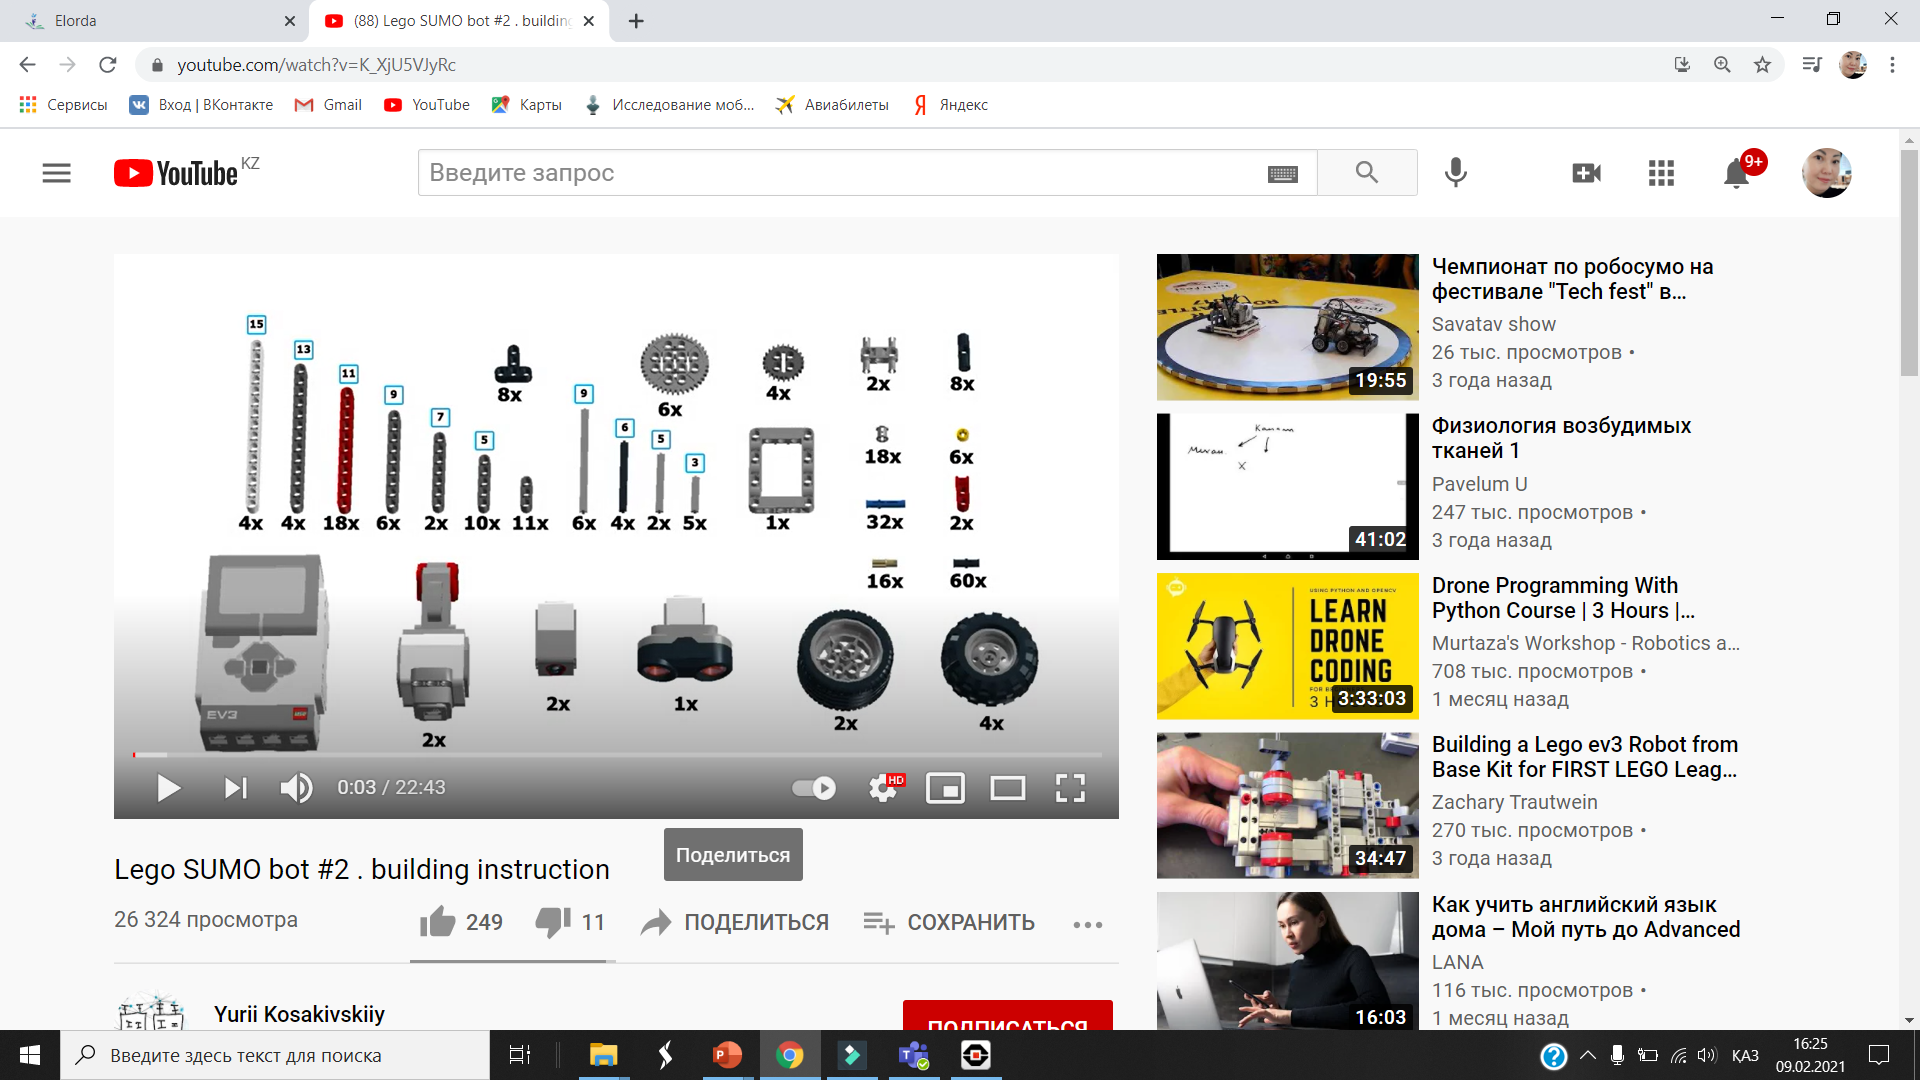 Elorda
(88) Lego SUMO bot #2 . building
youtube.com/watch?v=K_XjU5VJyRc
Сервисы
Вход | ВКонтакте
Gmail
YouTube
Карты
Исследование моб...
Авиабилеты
Яндекс
YouTube KZ
Введите запрос
9+
15
13
11
9
7
5
9
6
5
3
8x
6x
4x
2x
8x
18x
6x
4x
4x
18x
6x
2x
10x
11x
6x
4x
2x
5x
1x
32x
2x
16x
60x
EV3
2x
2x
1x
2x
4x
0:03 / 22:43
HD
Поделиться
Lego SUMO bot #2 . building instruction
26 324 просмотра
249
11
ПОДЕЛИТЬСЯ
СОХРАНИТЬ
Yurii Kosakivskiiy
ПОДПИСАТЬСЯ
19:55
Чемпионат по робосумо на
фестивале "Tech fest" в...
Savatav show
26 тыс. просмотров •
3 года назад
41:02
Физиология возбудимых
тканей 1
Pavelum U
247 тыс. просмотров •
3 года назад
USING PYTHON AND OPENCV
LEARN
DRONE
CODING
3:33:03
Drone Programming With
Python Course | 3 Hours |...
Murtaza's Workshop - Robotics a...
708 тыс. просмотров •
1 месяц назад
34:47
Building a Lego ev3 Robot from
Base Kit for FIRST LEGO Leag...
Zachary Trautwein
270 тыс. просмотров •
3 года назад
16:03
Как учить английский язык
дома – Мой путь до Advanced
LANA
116 тыс. просмотров •
1 месяц назад
Введите здесь текст для поиска
ҚАЗ
16:25
09.02.2021